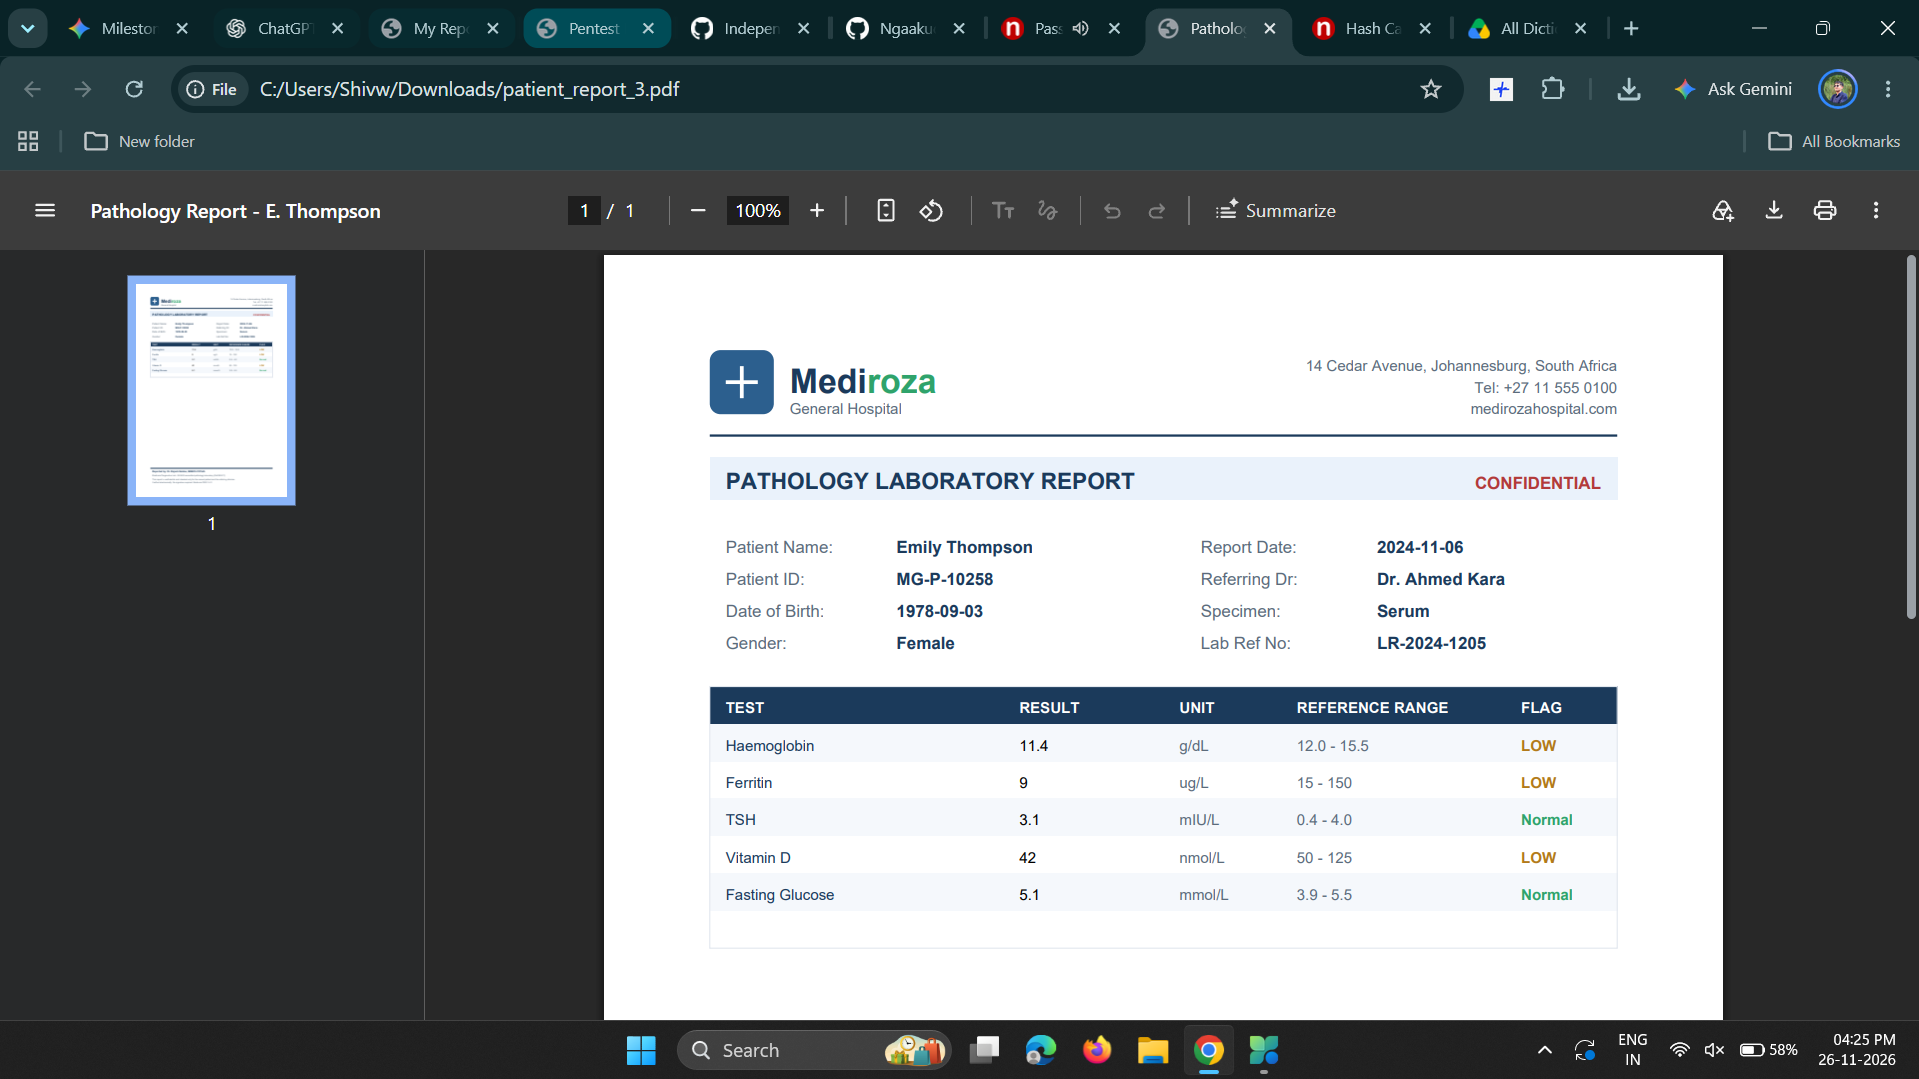 Mileston
ChatGPT
My Rep
Pentest
Indepen
Ngaaku
Pass
Patholo
Hash Ca
All Dicti
File
C:/Users/Shivw/Downloads/patient_report_3.pdf
Ask Gemini
New folder
All Bookmarks
Pathology Report - E. Thompson
1 / 1
100%
Summarize
1
Mediroza
General Hospital
14 Cedar Avenue, Johannesburg, South Africa
Tel: +27 11 555 0100
medirozahospital.com
PATHOLOGY LABORATORY REPORT
CONFIDENTIAL
Patient Name: Emily Thompson Report Date: 2024-11-06
Patient ID: MG-P-10258 Referring Dr: Dr. Ahmed Kara
Date of Birth: 1978-09-03 Specimen: Serum
Gender: Female Lab Ref No: LR-2024-1205
TEST RESULT UNIT REFERENCE RANGE FLAG
Haemoglobin 11.4 g/dL 12.0 - 15.5 LOW
Ferritin 9 ug/L 15 - 150 LOW
TSH 3.1 mIU/L 0.4 - 4.0 Normal
Vitamin D 42 nmol/L 50 - 125 LOW
Fasting Glucose 5.1 mmol/L 3.9 - 5.5 Normal
Search
ENG
IN
58%
04:25 PM
26-11-2026